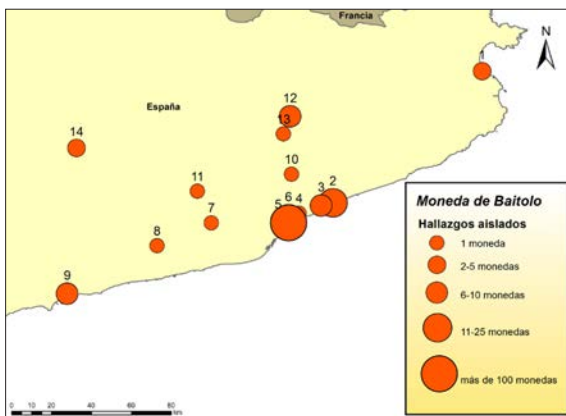 Francia
N
1
12
España
13
14
10
11
2
3
6
4
5
7
8
9
Moneda de Baitolo
Hallazgos aislados
1 moneda
2-5 monedas
6-10 monedas
11-25 monedas
más de 100 monedas
0 10 20 40 60 80